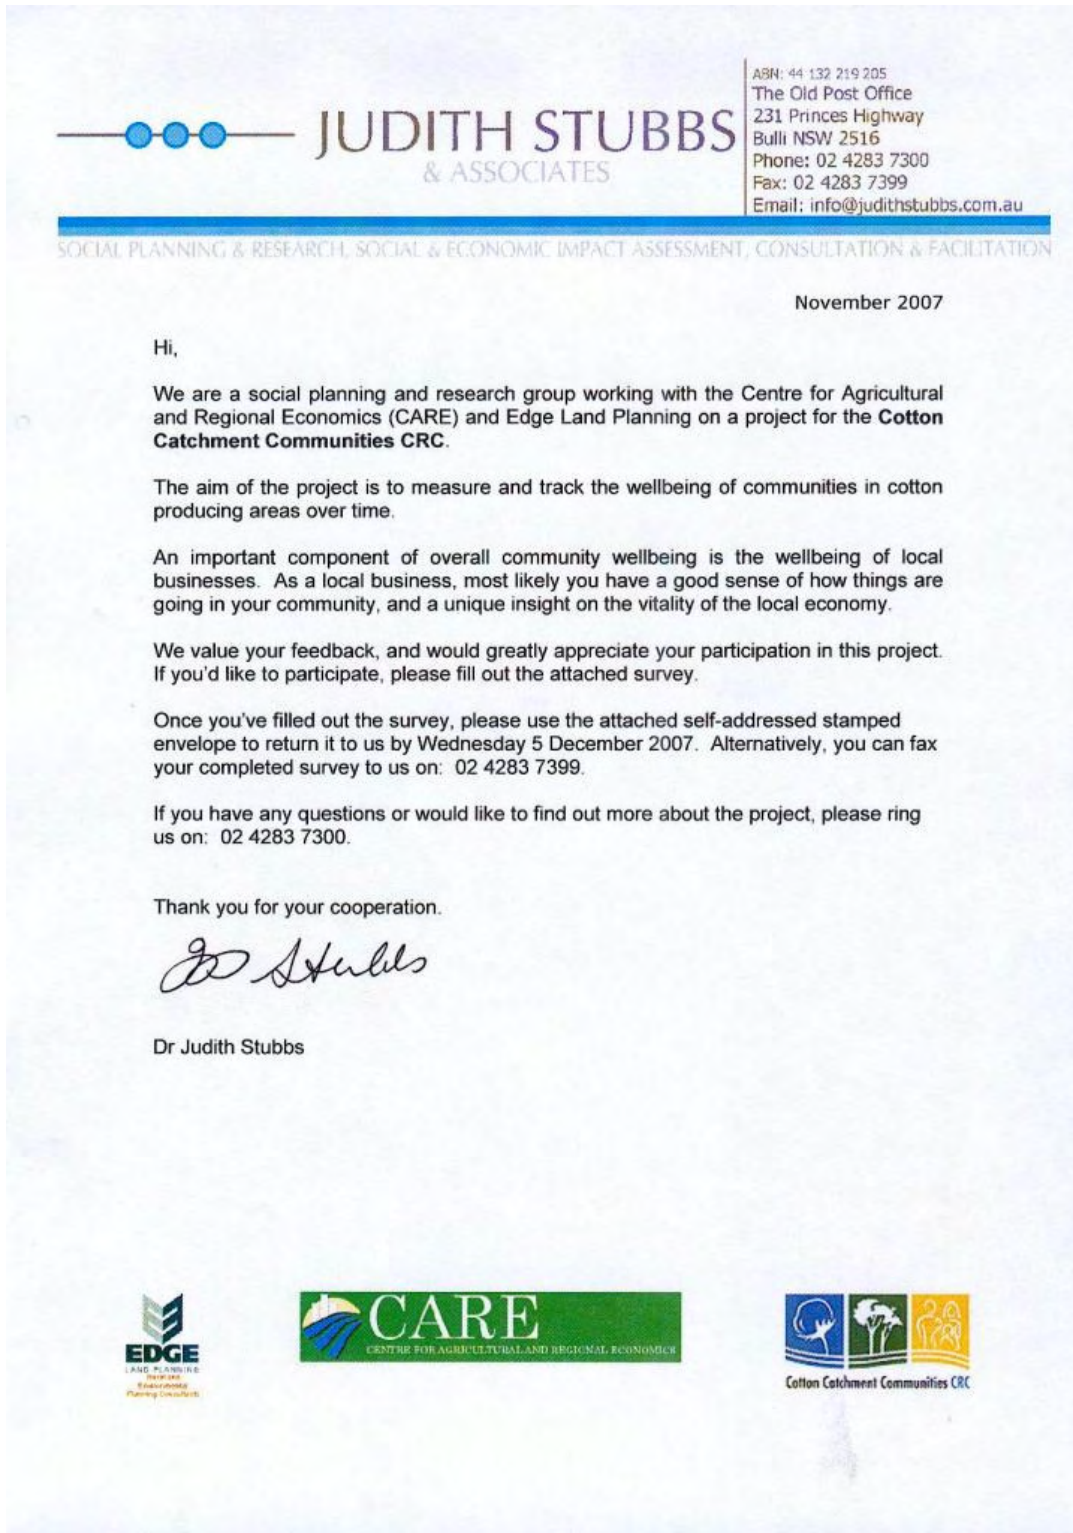 JUDITH STUBBS
& ASSOCIATES
ABN: 44 132 219 205
The Old Post Office
231 Princes Highway
Bulli NSW 2516
Phone: 02 4283 7300
Fax: 02 4283 7399
Email: info@judithstubbs.com.au
SOCIAL PLANNING & RESEARCH, SOCIAL & ECONOMIC IMPACT ASSESSMENT, CONSULTATION & FACILITATION
November 2007
Hi,
We are a social planning and research group working with the Centre for Agricultural
and Regional Economics (CARE) and Edge Land Planning on a project for the Cotton
Catchment Communities CRC.
The aim of the project is to measure and track the wellbeing of communities in cotton
producing areas over time.
An important component of overall community wellbeing is the wellbeing of local
businesses. As a local business, most likely you have a good sense of how things are
going in your community, and a unique insight on the vitality of the local economy.
We value your feedback, and would greatly appreciate your participation in this project.
If you'd like to participate, please fill out the attached survey.
Once you've filled out the survey, please use the attached self-addressed stamped
envelope to return it to us by Wednesday 5 December 2007. Alternatively, you can fax
your completed survey to us on: 02 4283 7399.
If you have any questions or would like to find out more about the project, please ring
us on: 02 4283 7300.
Thank you for your cooperation.
Stubbs
Dr Judith Stubbs
EDGE
LAND PLANNING
Environmental
Planning Consultants
CARE
CENTRE FOR AGRICULTURAL AND REGIONAL ECONOMICS
Cotton Catchment Communities CRC